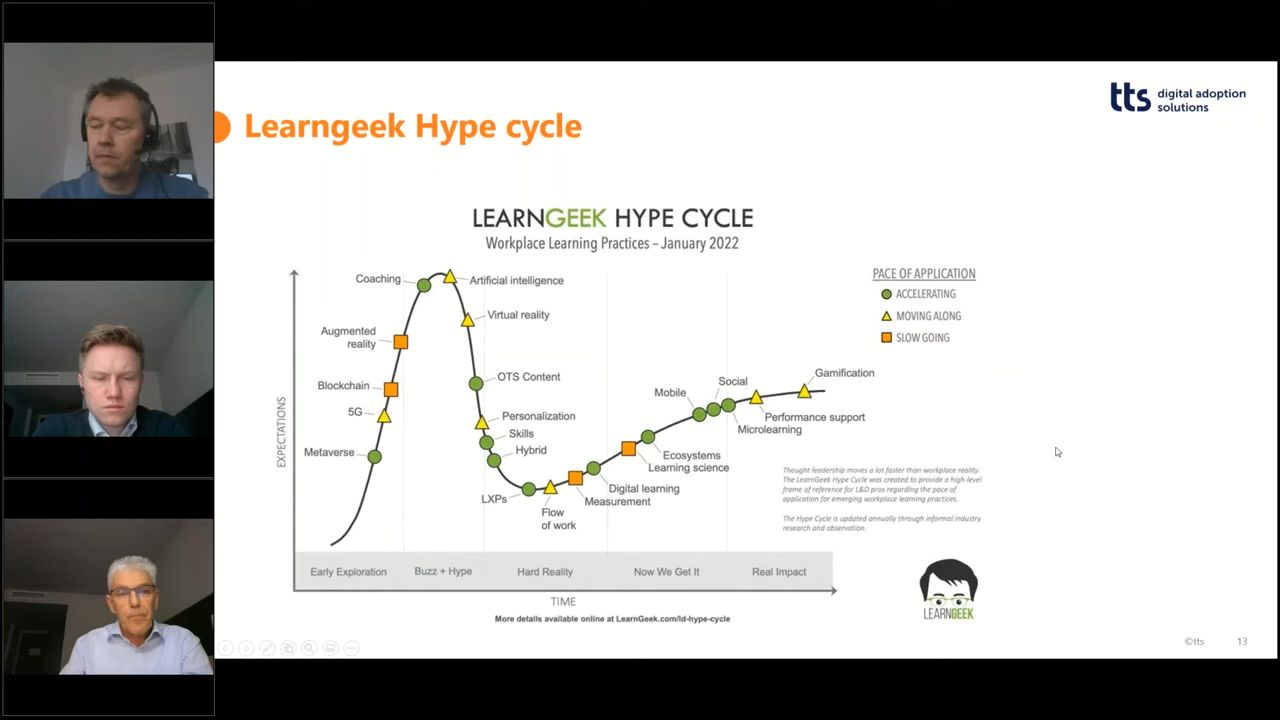 tts digital adoption
solutions
Learngeek Hype cycle
LEARNGEEK HYPE CYCLE
Workplace Learning Practices – January 2022
PACE OF APPLICATION
ACCELERATING
MOVING ALONG
SLOW GOING
EXPECTATIONS
Coaching
Artificial intelligence
Augmented
reality
Virtual reality
Blockchain
OTS Content
5G
Personalization
Metaverse
Skills
Hybrid
LXPs
Flow
of work
Measurement
Digital learning
Learning science
Ecosystems
Mobile
Social
Microlearning
Performance support
Gamification
Thought leadership moves a lot faster than workplace reality.
The LearnGeek Hype Cycle was created to provide a high-level
frame of reference for L&D pros regarding the pace of
application for emerging workplace learning practices.
The Hype Cycle is updated annually through informal industry
research and observation.
Early Exploration
Buzz + Hype
Hard Reality
Now We Get It
Real Impact
TIME
More details available online at LearnGeek.com/ld-hype-cycle
LEARNGEEK
©tts
13